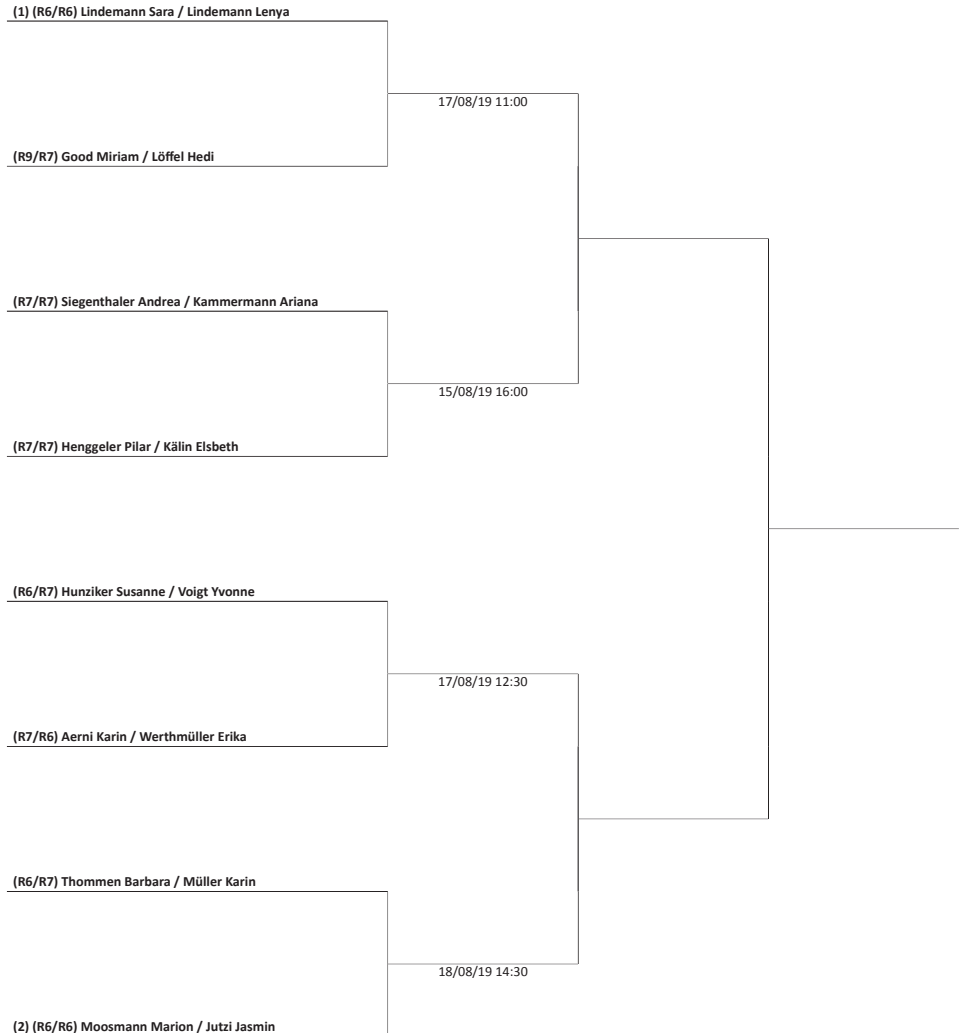 (1) (R6/R6) Lindemann Sara / Lindemann Lenya
17/08/19 11:00
(R9/R7) Good Miriam / Löffel Hedi
(R7/R7) Siegenthaler Andrea / Kammermann Ariana
15/08/19 16:00
(R7/R7) Henggeler Pilar / Kälin Elsbeth
(R6/R7) Hunziker Susanne / Voigt Yvonne
17/08/19 12:30
(R7/R6) Aerni Karin / Werthmüller Erika
(R6/R7) Thommen Barbara / Müller Karin
18/08/19 14:30
(2) (R6/R6) Moosmann Marion / Jutzi Jasmin